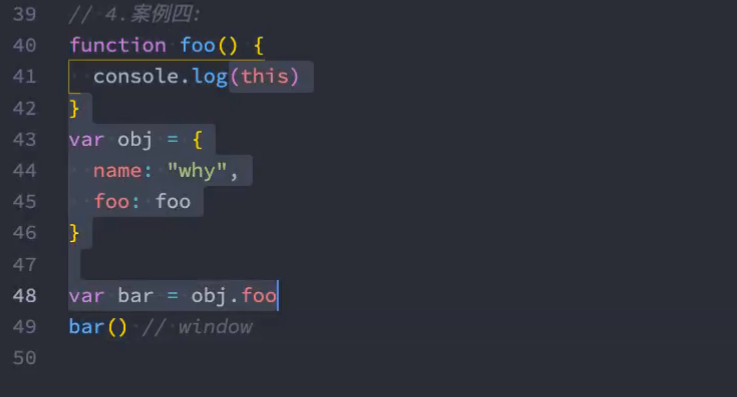 39 // 4.案例四:
40 function foo() {
41   console.log(this)
42 }
43 var obj = {
44   name: "why",
45   foo: foo
46 }
47
48 var bar = obj.foo
49 bar() // window
50